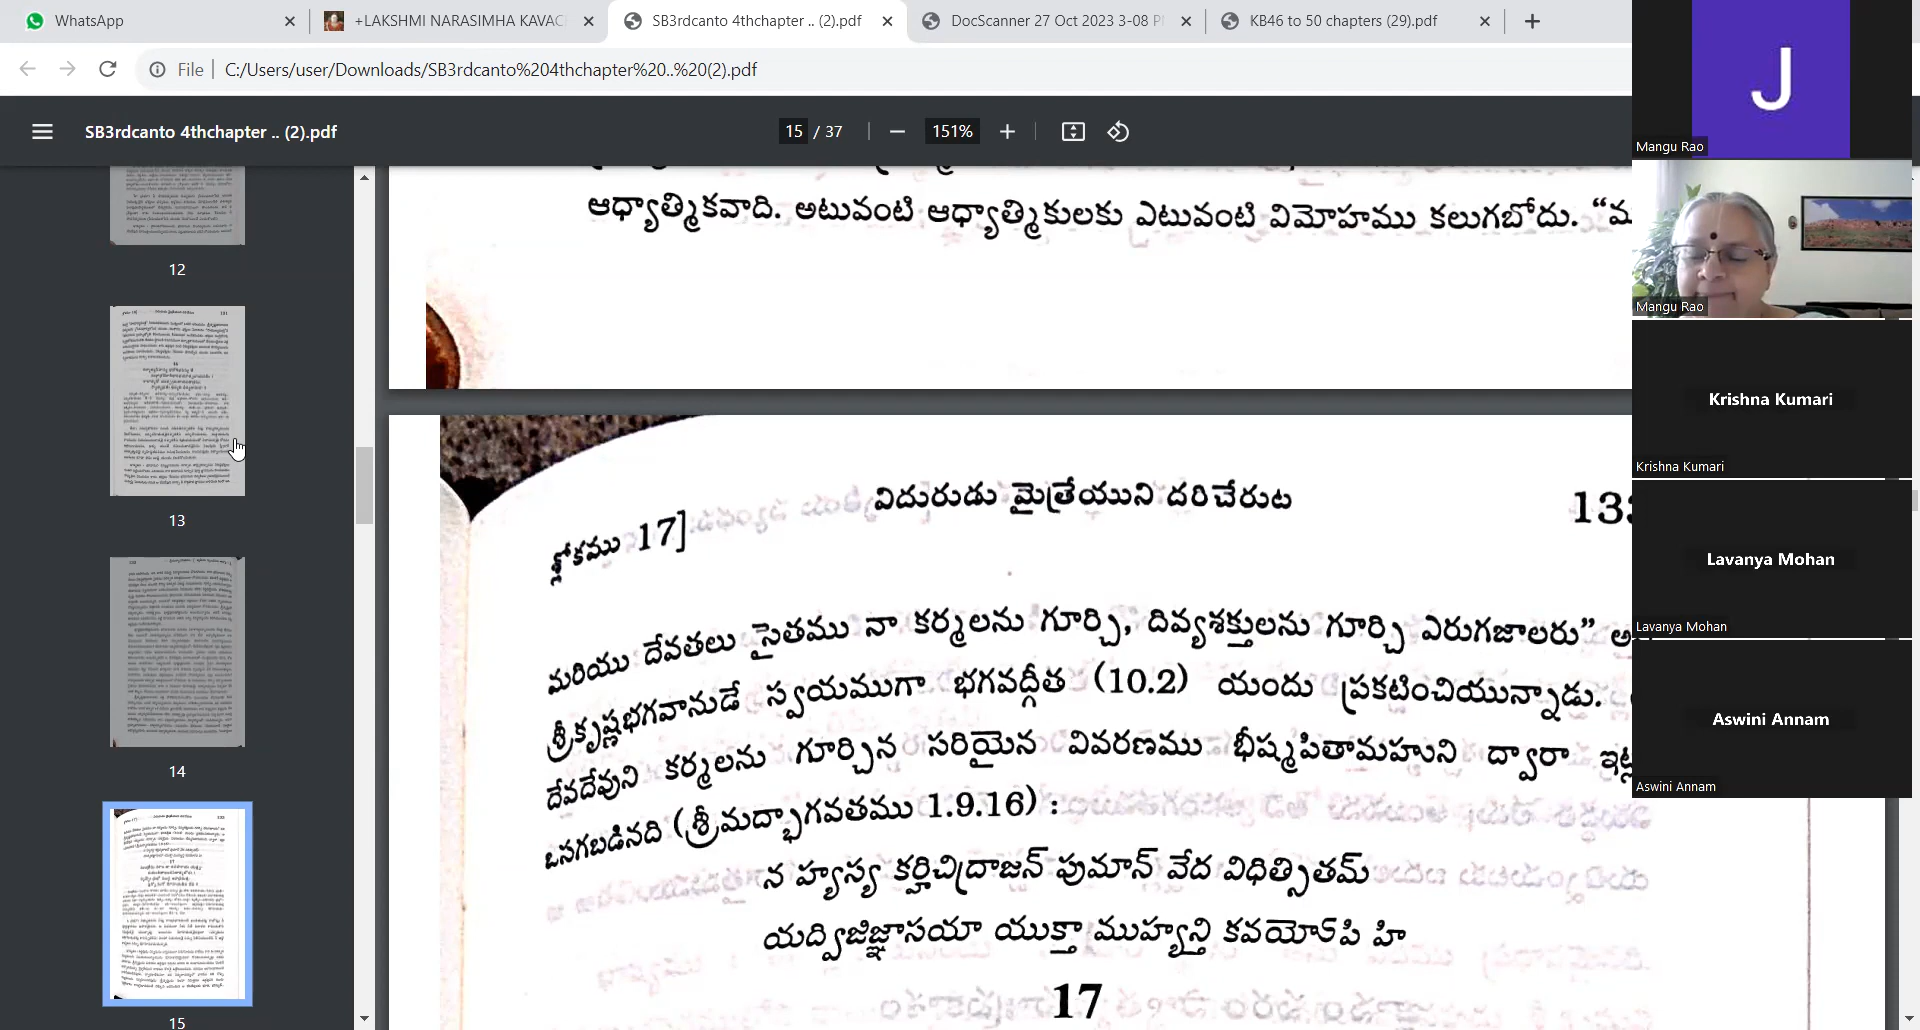 WhatsApp
+LAKSHMI NARASIMHA KAVAC
SB3rdcanto 4thchapter .. (2).pdf
DocScanner 27 Oct 2023 3-08 P
KB46 to 50 chapters (29).pdf
File
C:/Users/user/Downloads/SB3rdcanto%204thchapter%20..%20(2).pdf
SB3rdcanto 4thchapter .. (2).pdf
15 / 37
151%
12
13
14
15
ఆధ్యాత్మికవాది. అటువంటి ఆధ్యాత్మికులకు ఎటువంటి విమోహము కలుగబోదు. “మ
శ్లోకము 17]
విదురుడు మైత్రేయుని దరిచేరుట
133
మరియు దేవతలు సైతము నా కర్మలను గూర్చి, దివ్యశక్తులను గూర్చి ఎరుగజాలరు” అ
శ్రీకృష్ణభగవానుడే స్వయముగా భగవద్గీత (10.2) యందు ప్రకటించియున్నాడు.
దేవదేవుని కర్మలను గూర్చిన సరియైన వివరణము భీష్మపితామహుని ద్వారా ఇట్ల
ఒసగబడినది (శ్రీమద్భాగవతము 1.9.16) :
న హ్యస్య కర్హిచిద్రాజన్ పుమాన్ వేద విధిత్సితమ్
యద్విజిజ్ఞాసయా యుక్తా ముహ్యన్తి కవయోఽపి హి
17
J
Mangu Rao
Mangu Rao
Krishna Kumari
Krishna Kumari
Lavanya Mohan
Lavanya Mohan
Aswini Annam
Aswini Annam